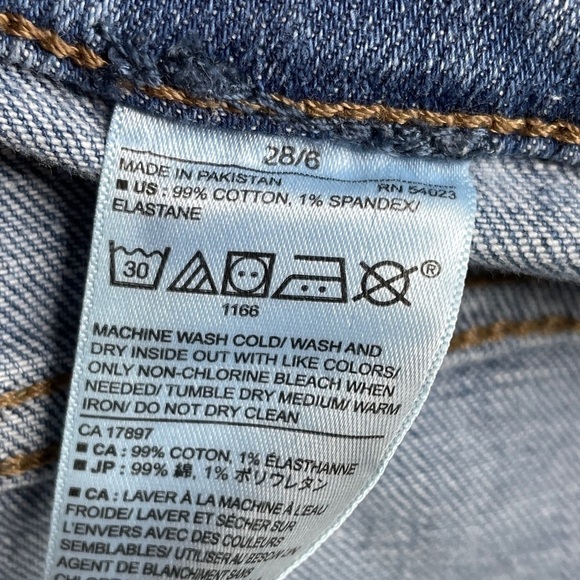 28/6
MADE IN PAKISTAN RN 54023
■ US : 99% COTTON, 1% SPANDEX/
ELASTANE
30 ®
1166
MACHINE WASH COLD/ WASH AND
DRY INSIDE OUT WITH LIKE COLORS/
ONLY NON-CHLORINE BLEACH WHEN
NEEDED/ TUMBLE DRY MEDIUM/ WARM
IRON/ DO NOT DRY CLEAN
CA 17897
■ CA : 99% COTON, 1% ÉLASTHANNE
■ JP : 99% 綿, 1% ポリウレタン
■ CA : LAVER À LA MACHINE À L'EAU
FROIDE/ LAVER ET SÉCHER SUR
L'ENVERS AVEC DES COULEURS
SEMBLABLES/ UTILISER AU BESOIN UN
AGENT DE BLANCHIMENT SANS